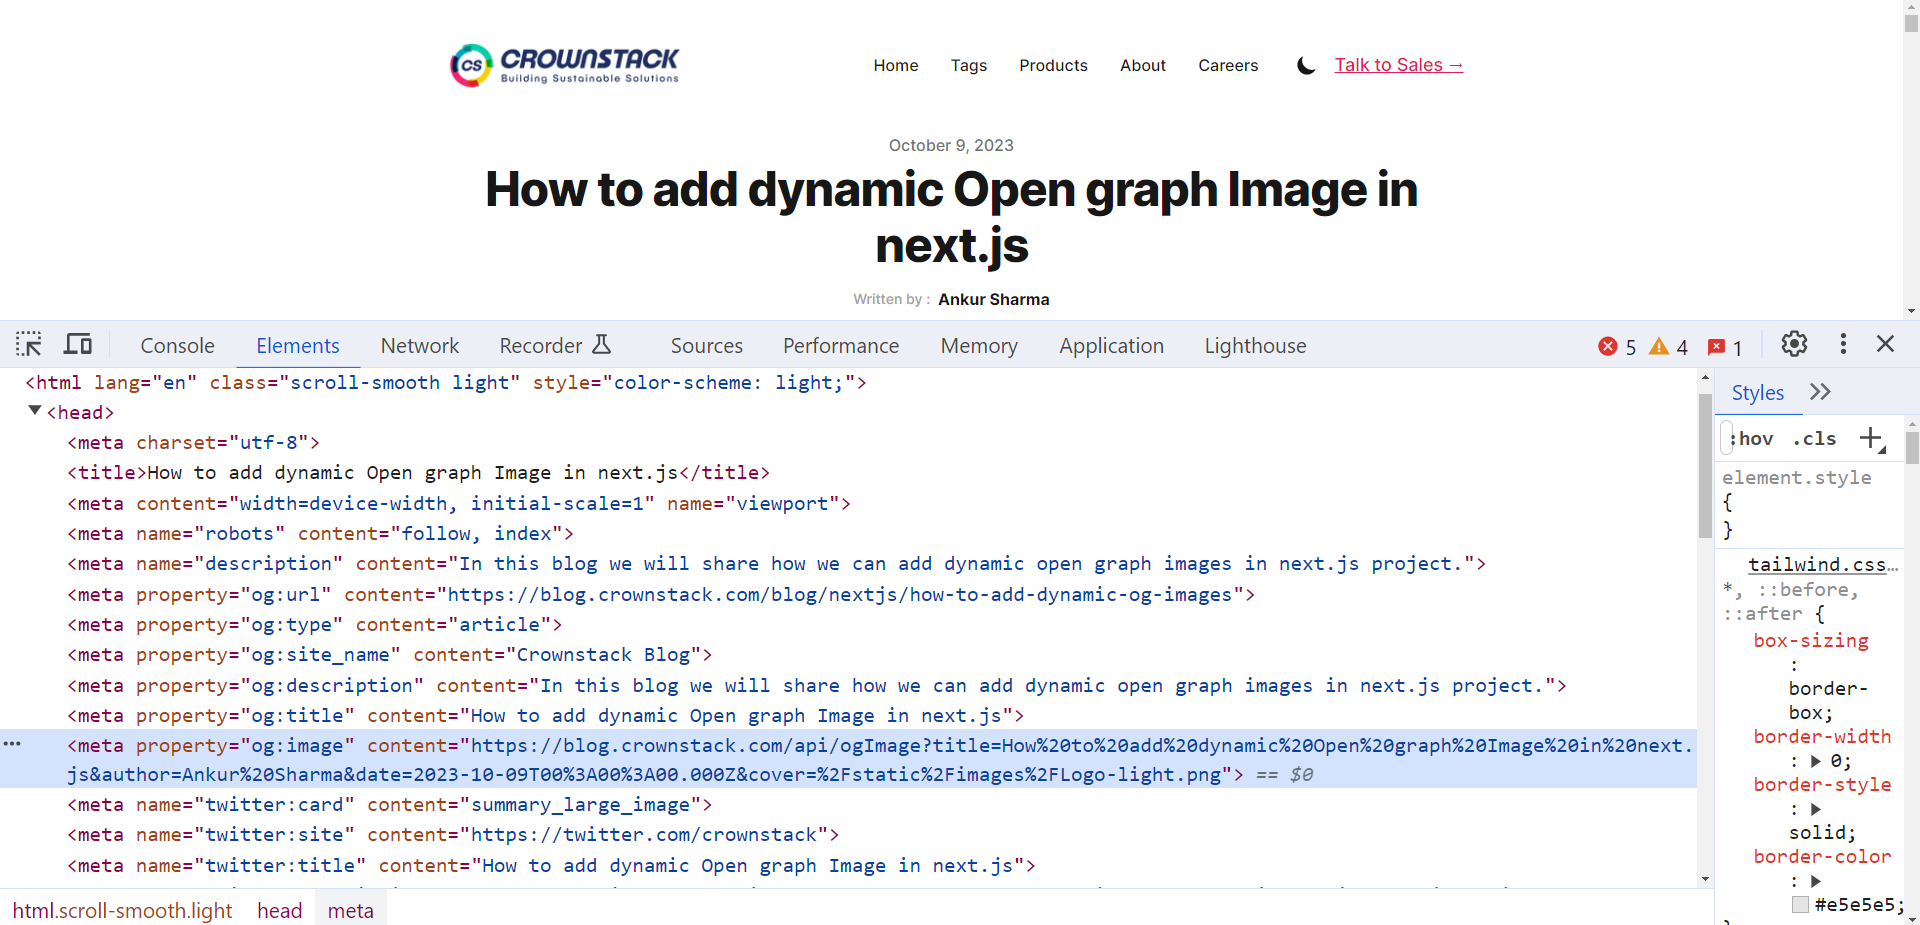 CS CROWNSTACK
Building Sustainable Solutions
Home Tags Products About Careers Talk to Sales →
October 9, 2023
How to add dynamic Open graph Image in
next.js
Written by : Ankur Sharma
Console Elements Network Recorder Sources Performance Memory Application Lighthouse 5 4 1
<html lang="en" class="scroll-smooth light" style="color-scheme: light;">
<head>
<meta charset="utf-8">
<title>How to add dynamic Open graph Image in next.js</title>
<meta content="width=device-width, initial-scale=1" name="viewport">
<meta name="robots" content="follow, index">
<meta name="description" content="In this blog we will share how we can add dynamic open graph images in next.js project.">
<meta property="og:url" content="https://blog.crownstack.com/blog/nextjs/how-to-add-dynamic-og-images">
<meta property="og:type" content="article">
<meta property="og:site_name" content="Crownstack Blog">
<meta property="og:description" content="In this blog we will share how we can add dynamic open graph images in next.js project.">
<meta property="og:title" content="How to add dynamic Open graph Image in next.js">
<meta property="og:image" content="https://blog.crownstack.com/api/ogImage?title=How%20to%20add%20dynamic%20Open%20graph%20Image%20in%20next.
js&author=Ankur%20Sharma&date=2023-10-09T00%3A00%3A00.000Z&cover=%2Fstatic%2Fimages%2FLogo-light.png"> == $0
<meta name="twitter:card" content="summary_large_image">
<meta name="twitter:site" content="https://twitter.com/crownstack">
<meta name="twitter:title" content="How to add dynamic Open graph Image in next.js">
html.scroll-smooth.light head meta
Styles
:hov .cls
element.style
{
}
tailwind.css…
*, ::before,
::after {
box-sizing
:
border-
box;
border-width
: 0;
border-style
:
solid;
border-color
:
#e5e5e5;